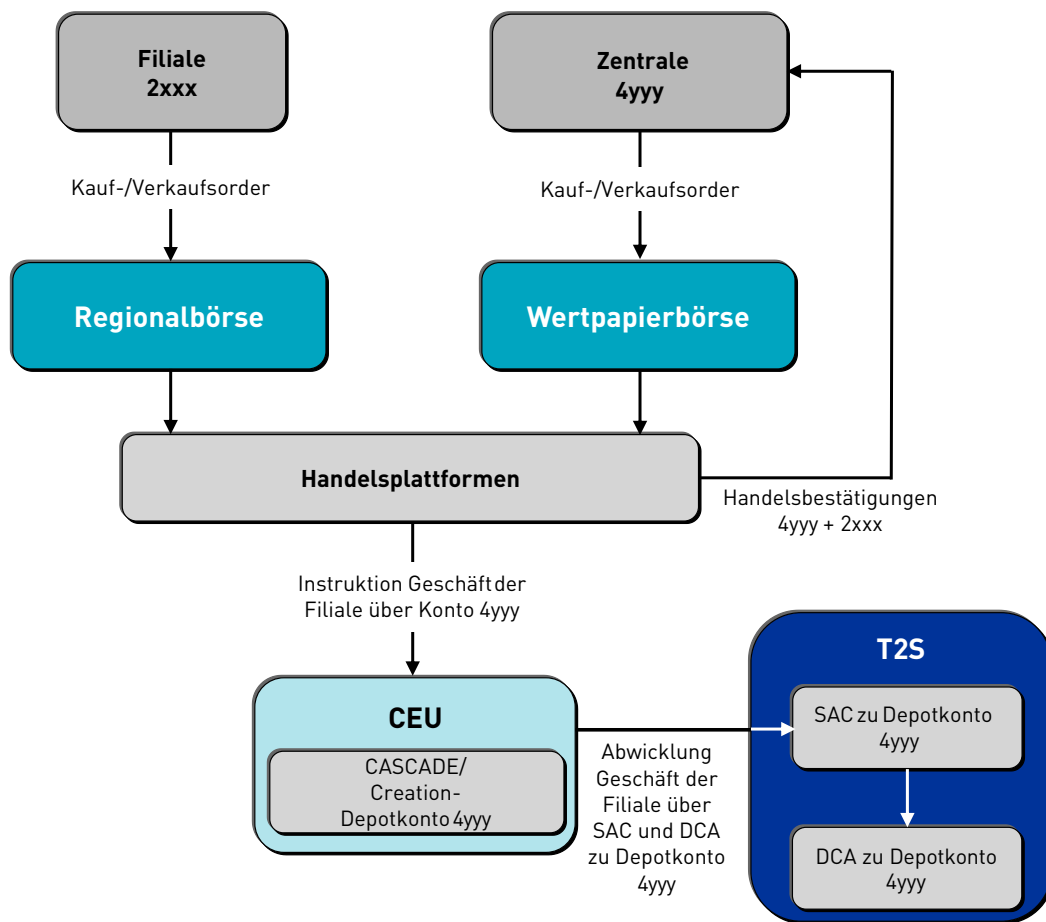 Filiale
2xxx
Zentrale
4yyy
Kauf-/Verkaufsorder
Kauf-/Verkaufsorder
Regionalbörse
Wertpapierbörse
Handelsplattformen
Handelsbestätigungen
4yyy + 2xxx
Instruktion Geschäft der
Filiale über Konto 4yyy
CEU
CASCADE/
Creation-
Depotkonto 4yyy
Abwicklung
Geschäft der
Filiale über
SAC und DCA
zu Depotkonto
4yyy
T2S
SAC zu Depotkonto
4yyy
DCA zu Depotkonto
4yyy